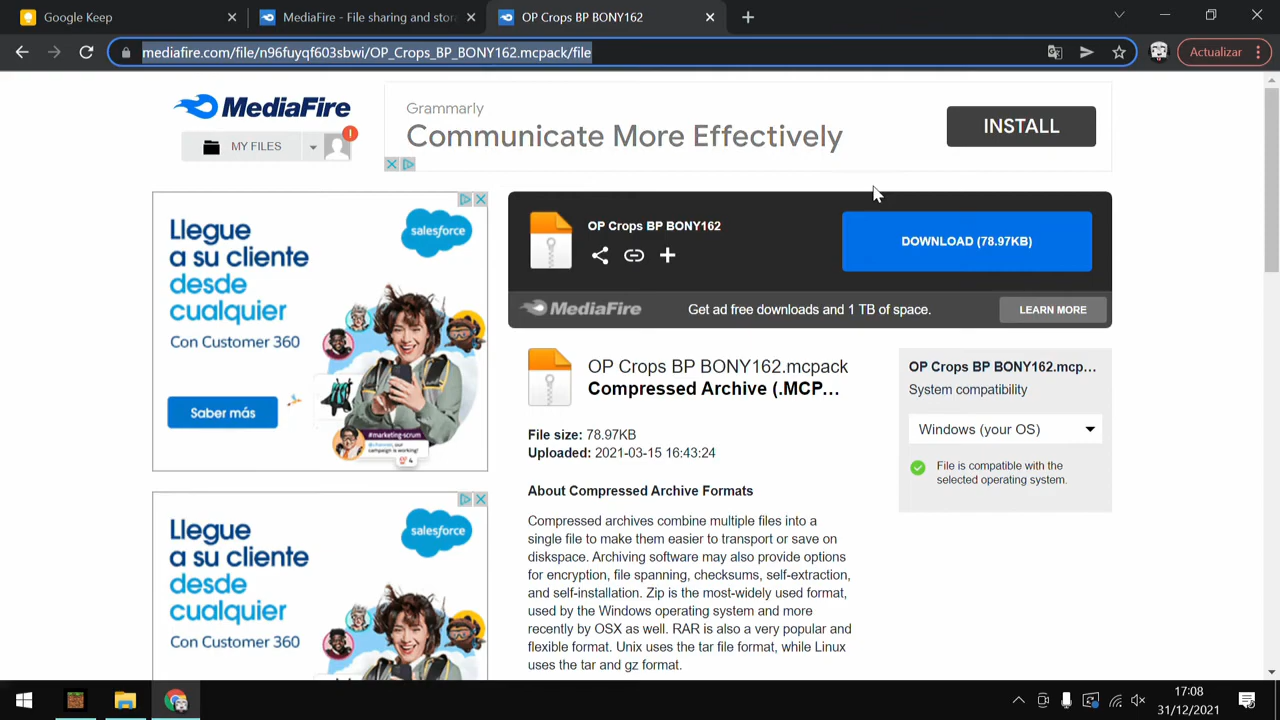 Google Keep
MediaFire - File sharing and stor
OP Crops BP BONY162
mediafire.com/file/n96fuyqf603sbwi/OP_Crops_BP_BONY162.mcpack/file
Actualizar
MediaFire
MY FILES
!
Grammarly
Communicate More Effectively
INSTALL
Llegue
a su cliente
desde
cualquier
Con Customer 360
salesforce
Saber más
#marketing-scrum
OP Crops BP BONY162
DOWNLOAD (78.97KB)
MediaFire
Get ad free downloads and 1 TB of space.
LEARN MORE
OP Crops BP BONY162.mcpack
Compressed Archive (.MCP...
File size: 78.97KB
Uploaded: 2021-03-15 16:43:24
About Compressed Archive Formats
Compressed archives combine multiple files into a
single file to make them easier to transport or save on
diskspace. Archiving software may also provide options
for encryption, file spanning, checksums, self-extraction,
and self-installation. Zip is the most-widely used format,
used by the Windows operating system and more
recently by OSX as well. RAR is also a very popular and
flexible format. Unix uses the tar file format, while Linux
uses the tar and gz format.
OP Crops BP BONY162.mcp...
System compatibility
Windows (your OS)
File is compatible with the
selected operating system.
Llegue
a su cliente
desde
cualquier
Con Customer 360
salesforce
17:08
31/12/2021